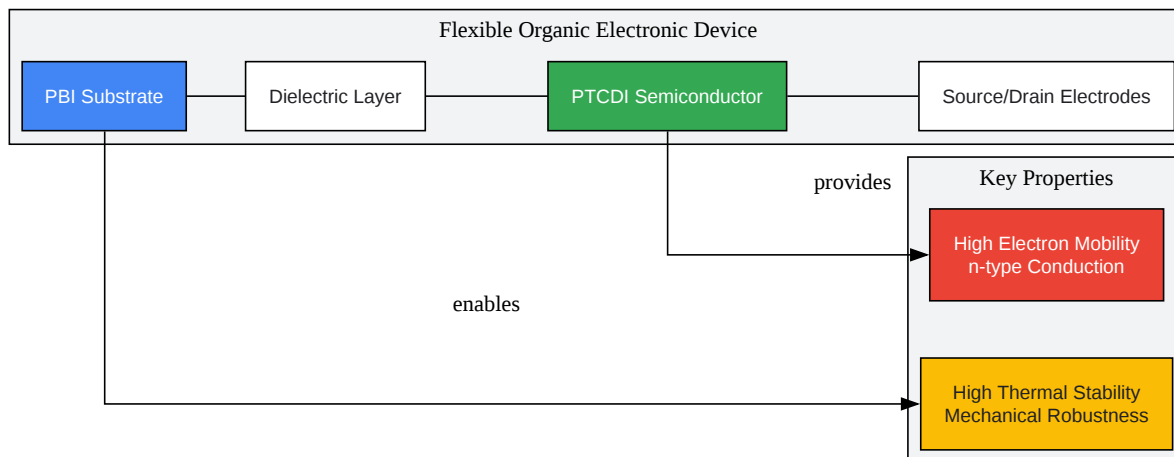 Flexible Organic Electronic Device
PBI Substrate
Dielectric Layer
PTCDI Semiconductor
Source/Drain Electrodes
provides
Key Properties
High Electron Mobility
n-type Conduction
enables
High Thermal Stability
Mechanical Robustness